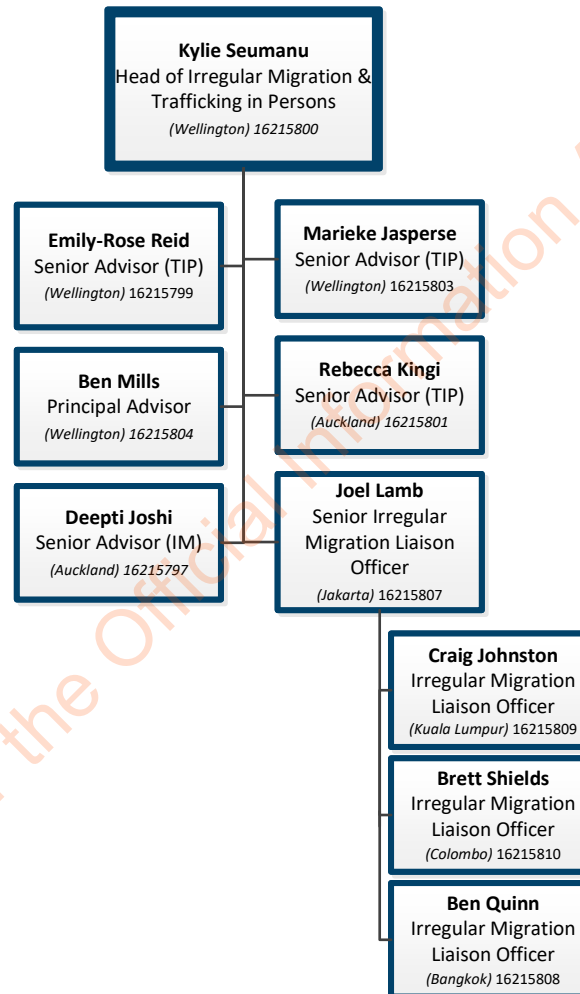 Kylie Seumanu
Head of Irregular Migration &
Trafficking in Persons
(Wellington) 16215800
Emily-Rose Reid
Senior Advisor (TIP)
(Wellington) 16215799
Marieke Jasperse
Senior Advisor (TIP)
(Wellington) 16215803
Ben Mills
Principal Advisor
(Wellington) 16215804
Rebecca Kingi
Senior Advisor (TIP)
(Auckland) 16215801
Deepti Joshi
Senior Advisor (IM)
(Auckland) 16215797
Joel Lamb
Senior Irregular
Migration Liaison
Officer
(Jakarta) 16215807
Craig Johnston
Irregular Migration
Liaison Officer
(Kuala Lumpur) 16215809
Brett Shields
Irregular Migration
Liaison Officer
(Colombo) 16215810
Ben Quinn
Irregular Migration
Liaison Officer
(Bangkok) 16215808
the Official Information